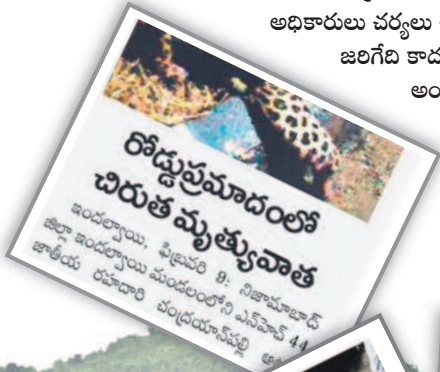 అధికారులు చర్యలు
జరిగేది కాద
అం
రోడ్డుప్రమాదంలో
చిరుత మృత్యువాత
ఇందల్వాయి, ఫిబ్రవరి 9: నిజామాబాద్
జిల్లా ఇందల్వాయి మండలంలోని ఎన్‌హెచ్ 44
జాతీయ రహదారి చంద్రయాన్‌పల్లి